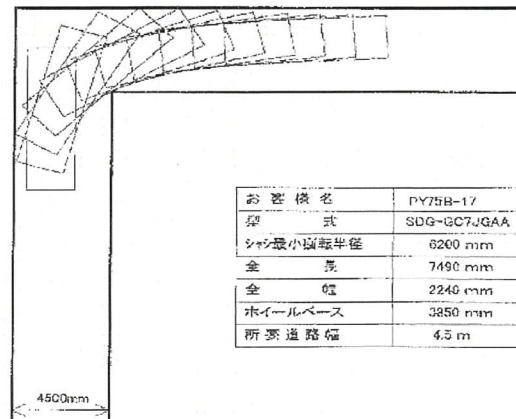 お客様名 PY75B-17
型式 SDG-GC7JGAA
シャシ最小回転半径 6200 mm
全長 7490 mm
全幅 2240 mm
ホイールベース 3850 mm
所要道路幅 4.5 m
4500mm